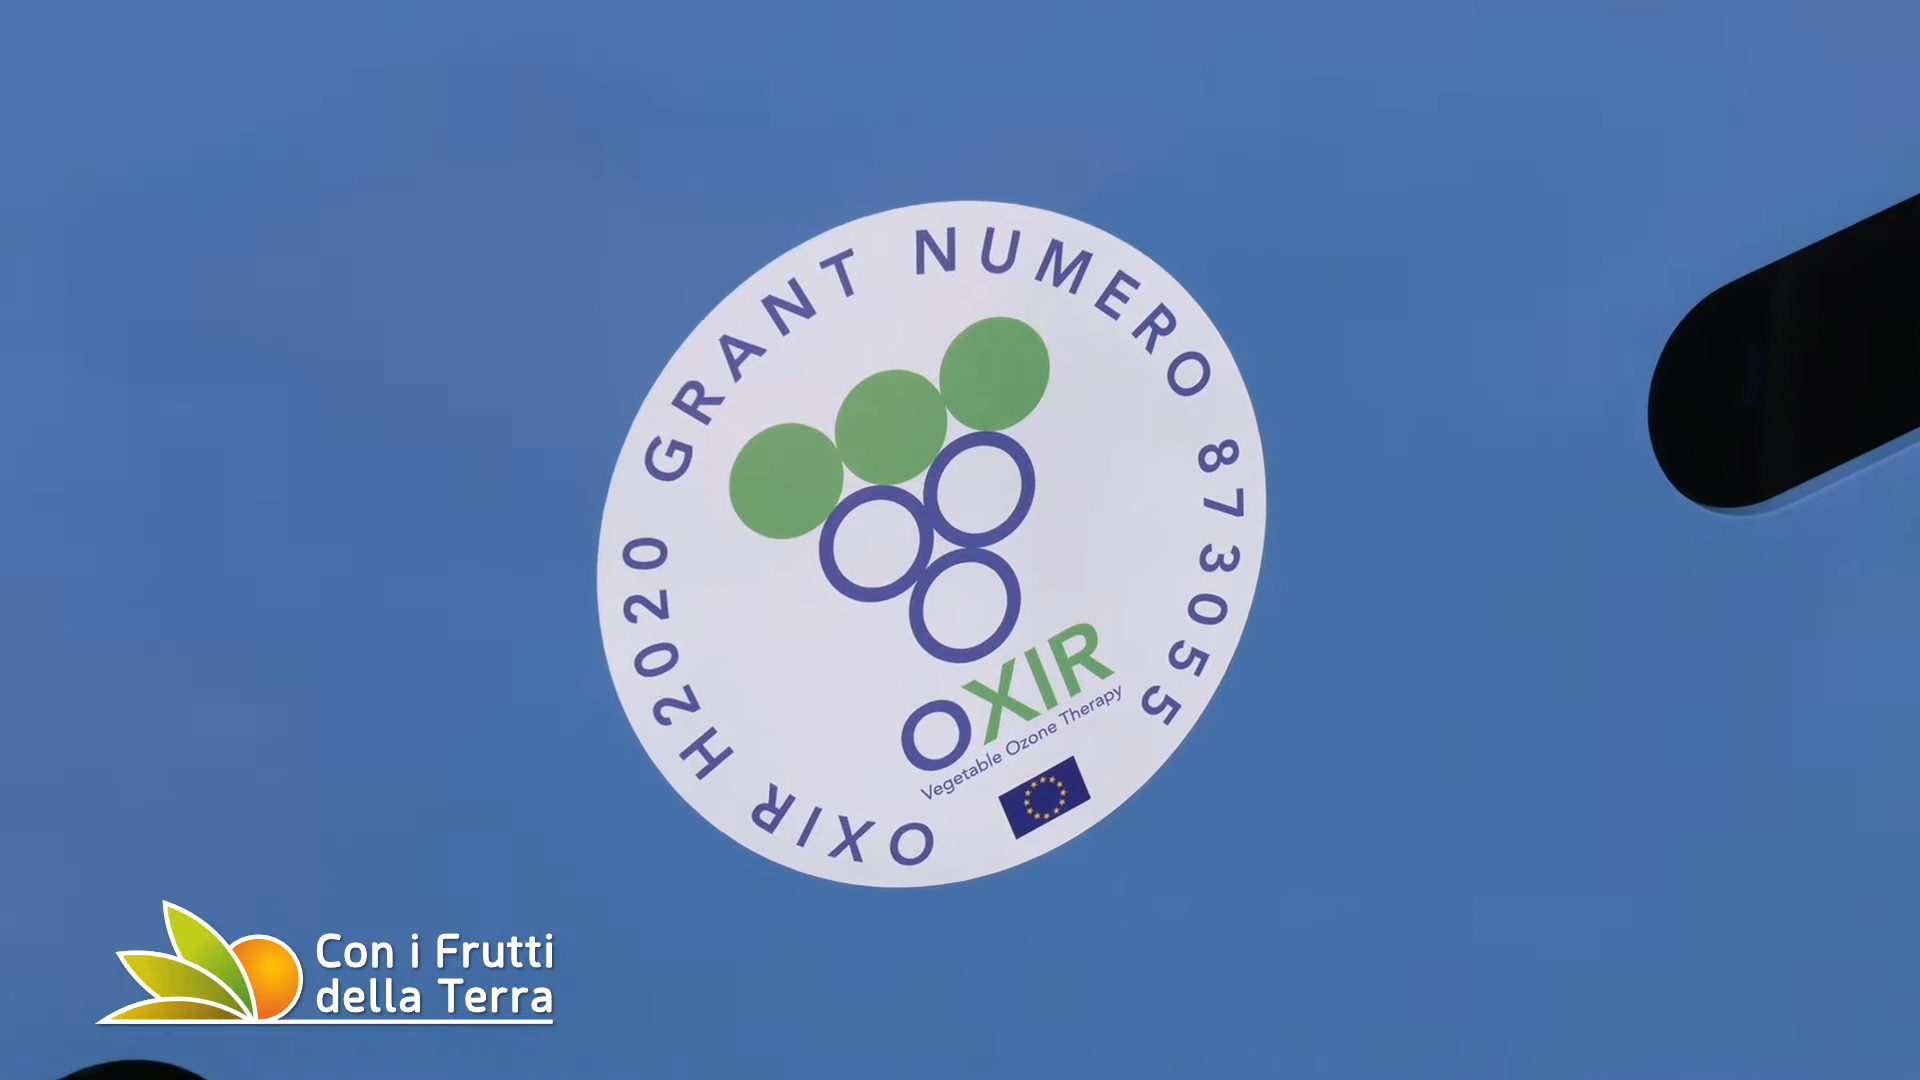 OXIR H2020 GRANT NUMERO 873055
OXIR
Vegetable Ozone Therapy
Con i Frutti
della Terra